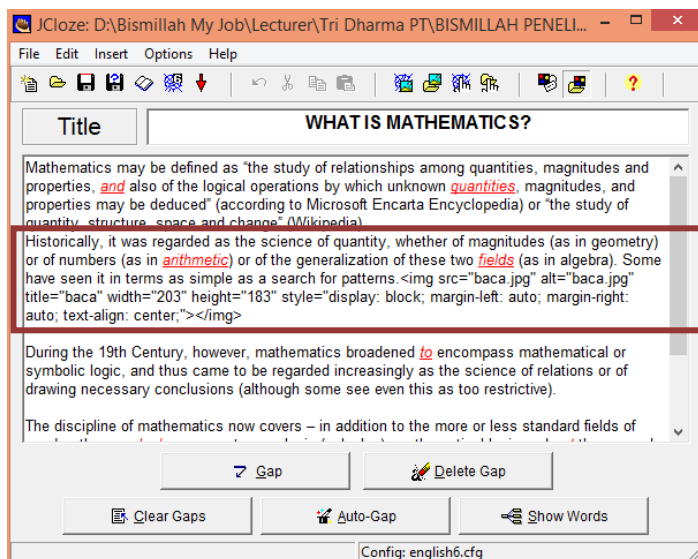 JCloze: D:\Bismillah My Job\Lecturer\Tri Dharma PT\BISMILLAH PENELI...
File Edit Insert Options Help
Title
WHAT IS MATHEMATICS?
Mathematics may be defined as “the study of relationships among quantities, magnitudes and
properties, and also of the logical operations by which unknown quantities, magnitudes, and
properties may be deduced” (according to Microsoft Encarta Encyclopedia) or “the study of
quantity, structure, space and change” (Wikipedia).
Historically, it was regarded as the science of quantity, whether of magnitudes (as in geometry)
or of numbers (as in arithmetic) or of the generalization of these two fields (as in algebra). Some
have seen it in terms as simple as a search for patterns.<img src="baca.jpg" alt="baca.jpg"
title="baca" width="203" height="183" style="display: block; margin-left: auto; margin-right:
auto; text-align: center;"></img>
During the 19th Century, however, mathematics broadened to encompass mathematical or
symbolic logic, and thus came to be regarded increasingly as the science of relations or of
drawing necessary conclusions (although some see even this as too restrictive).
The discipline of mathematics now covers – in addition to the more or less standard fields of
Gap
Delete Gap
Clear Gaps
Auto-Gap
Show Words
Config: english6.cfg